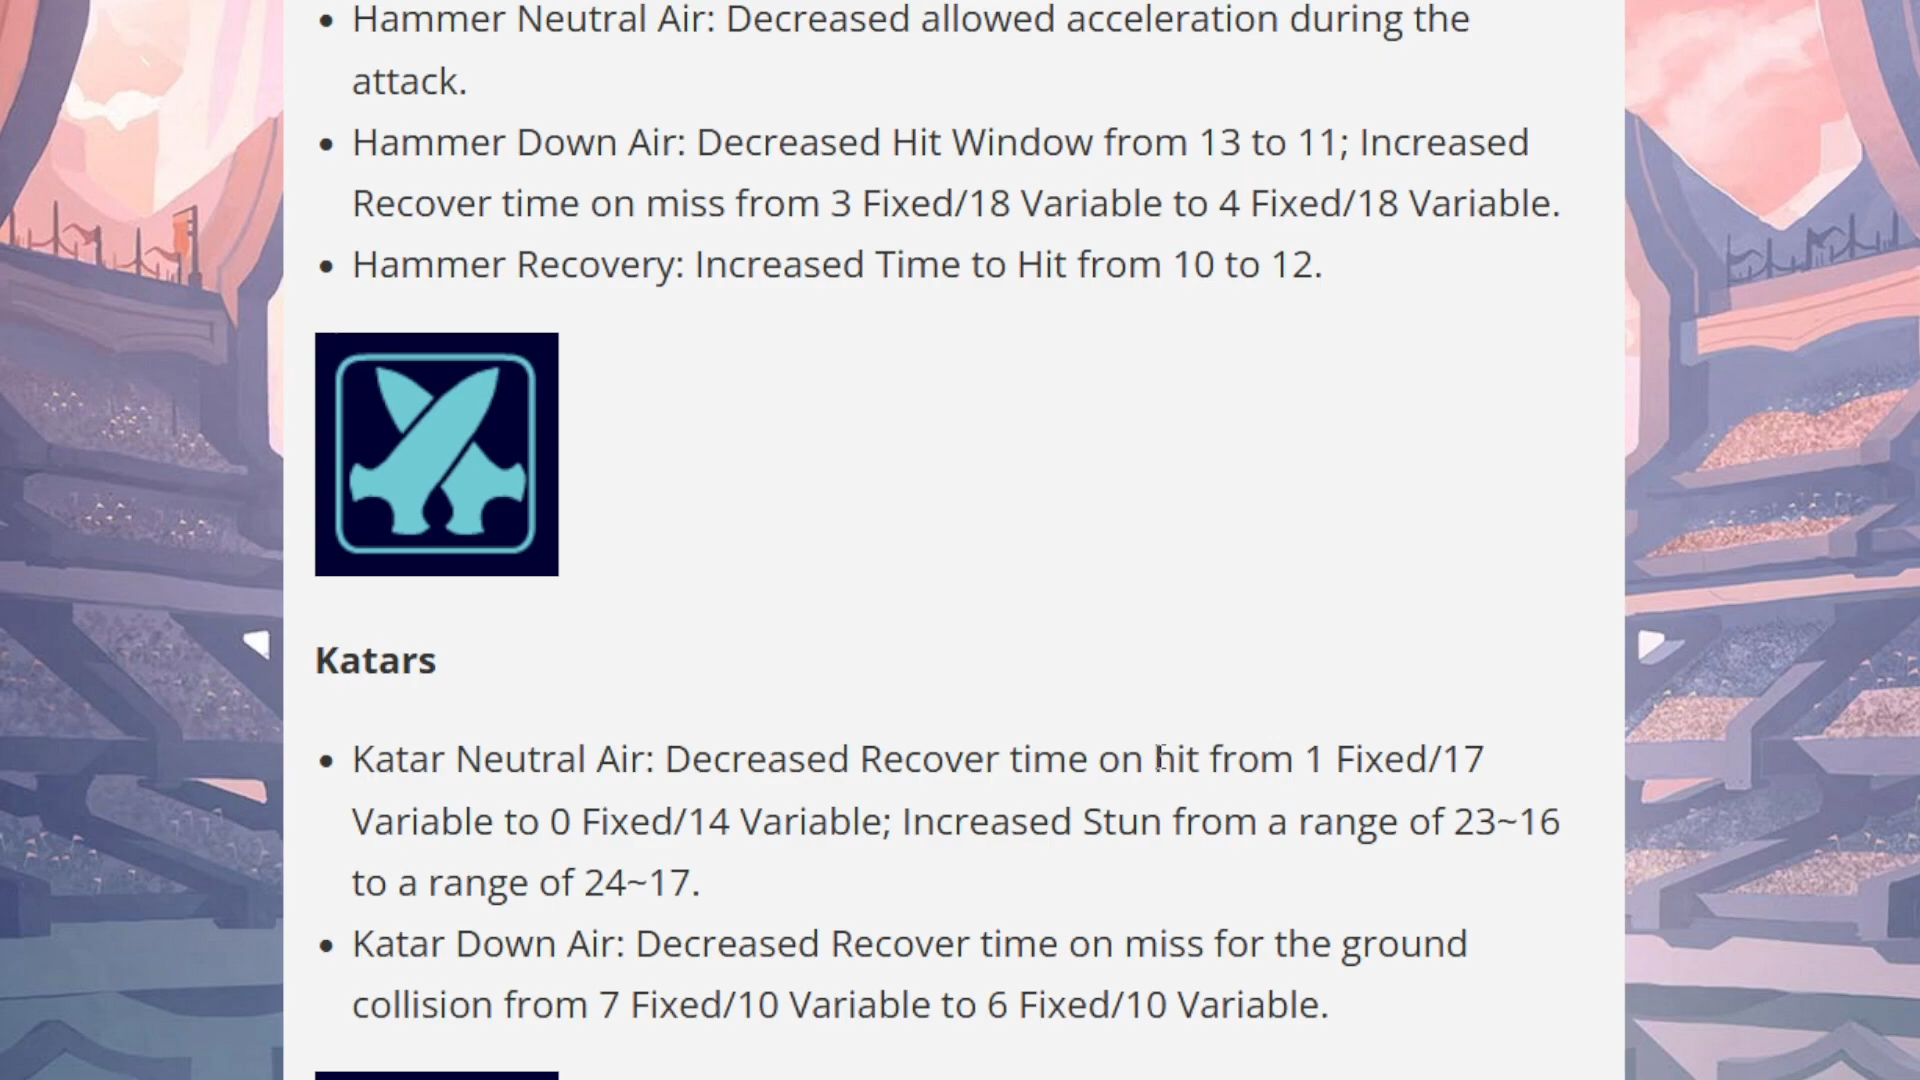 • Hammer Neutral Air: Decreased allowed acceleration during the
attack.
• Hammer Down Air: Decreased Hit Window from 13 to 11; Increased
Recover time on miss from 3 Fixed/18 Variable to 4 Fixed/18 Variable.
• Hammer Recovery: Increased Time to Hit from 10 to 12.
Katars
• Katar Neutral Air: Decreased Recover time on hit from 1 Fixed/17
Variable to 0 Fixed/14 Variable; Increased Stun from a range of 23~16
to a range of 24~17.
• Katar Down Air: Decreased Recover time on miss for the ground
collision from 7 Fixed/10 Variable to 6 Fixed/10 Variable.